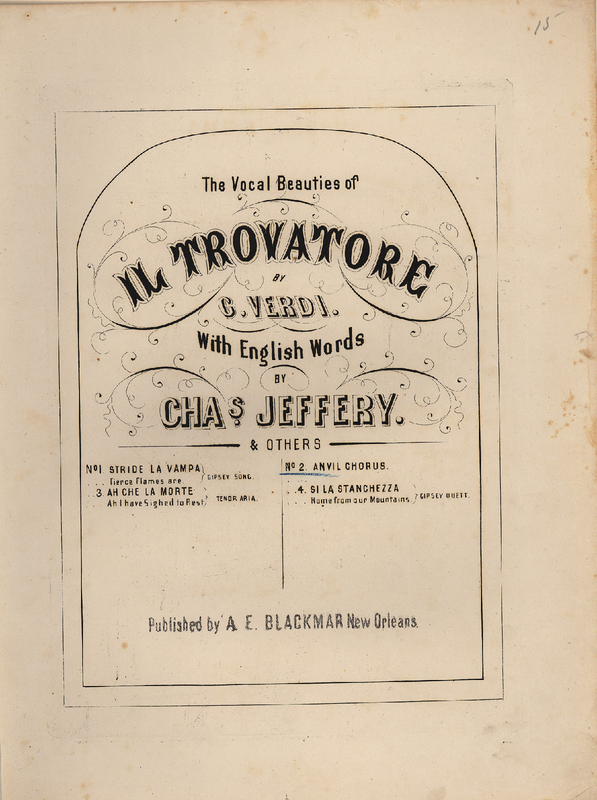 15
The Vocal Beauties of
IL TROVATORE
BY
G. VERDI.
With English Words
BY
CHAS JEFFERY.
& OTHERS
No 1 STRIDE LA VAMPA
Fierce Flames are
GIPSEY SONG.
3 AH CHE LA MORTE
Ah I have Sighed to Rest
TENOR ARIA.
No 2. ANVIL CHORUS.
4. SI LA STANCHEZZA
Home from our Mountains
GIPSEY DUETT.
Published by A. E. BLACKMAR New Orleans.